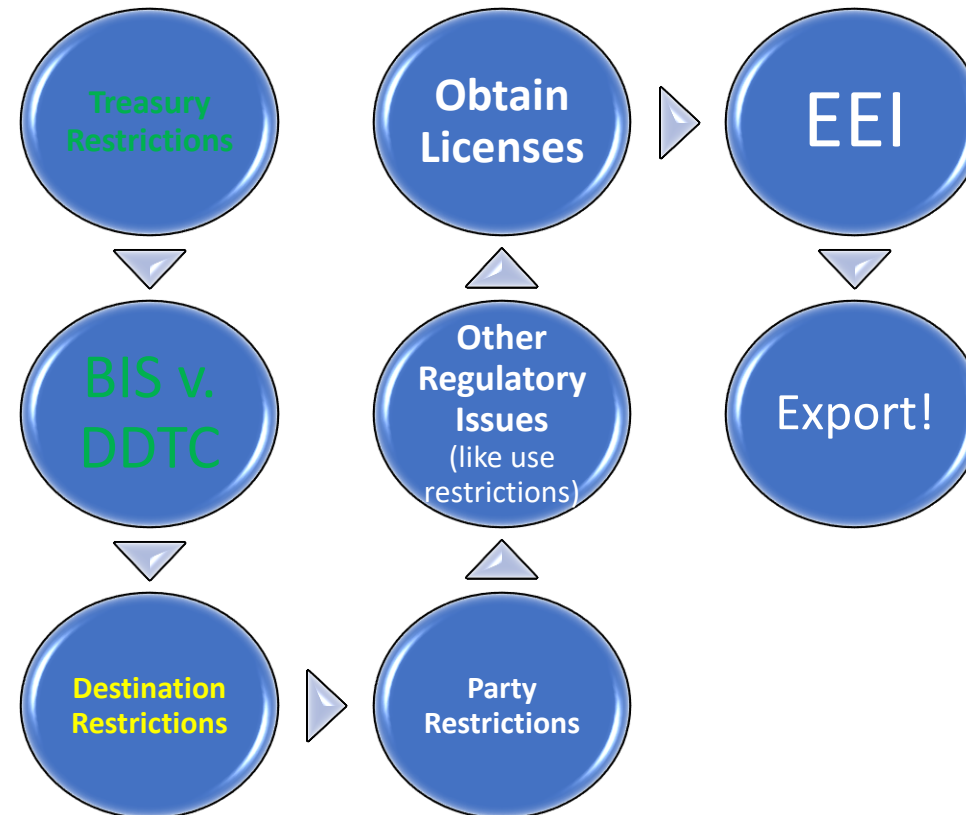 Treasury
Restrictions
BIS v.
DDTC
Destination
Restrictions
Party
Restrictions
Other
Regulatory
Issues
(like use
restrictions)
Obtain
Licenses
EEI
Export!